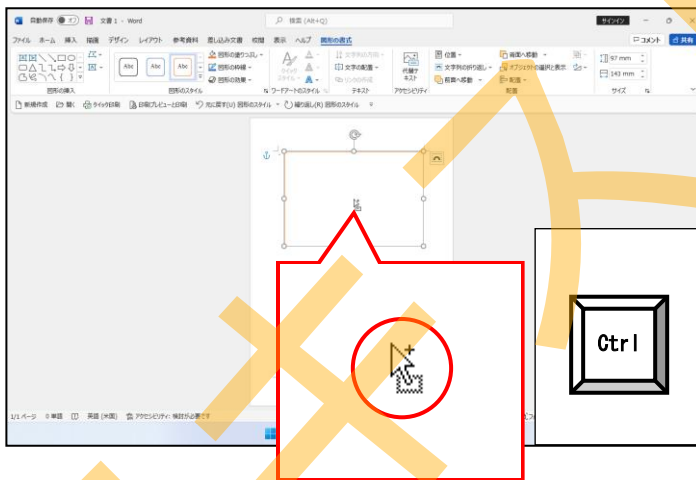 自動保存 オフ 文書 1 - Word 検索 (Alt+Q) サインイン
ファイル ホーム 挿入 描画 デザイン レイアウト 参考資料 差し込み文書 校閲 表示 ヘルプ 図形の書式 コメント 共有
Abc Abc Abc 図形の塗りつぶし 図形の枠線 図形の効果 クイック スタイル 文字列の方向 文字の配置 リンクの作成 代替テキスト 位置 文字列の折り返し 前面へ移動 背面へ移動 オブジェクトの選択と表示 配置 97 mm 143 mm
図形の挿入 図形のスタイル ワードアートのスタイル テキスト アクセシビリティ 配置 サイズ
新規作成 開く クイック印刷 印刷プレビューと印刷 元に戻す(U) 図形のスタイル 繰り返し(R) 図形のスタイル
Ctrl
1/1 ページ 0 単語 英語 (米国) アクセシビリティ: 検討が必要です